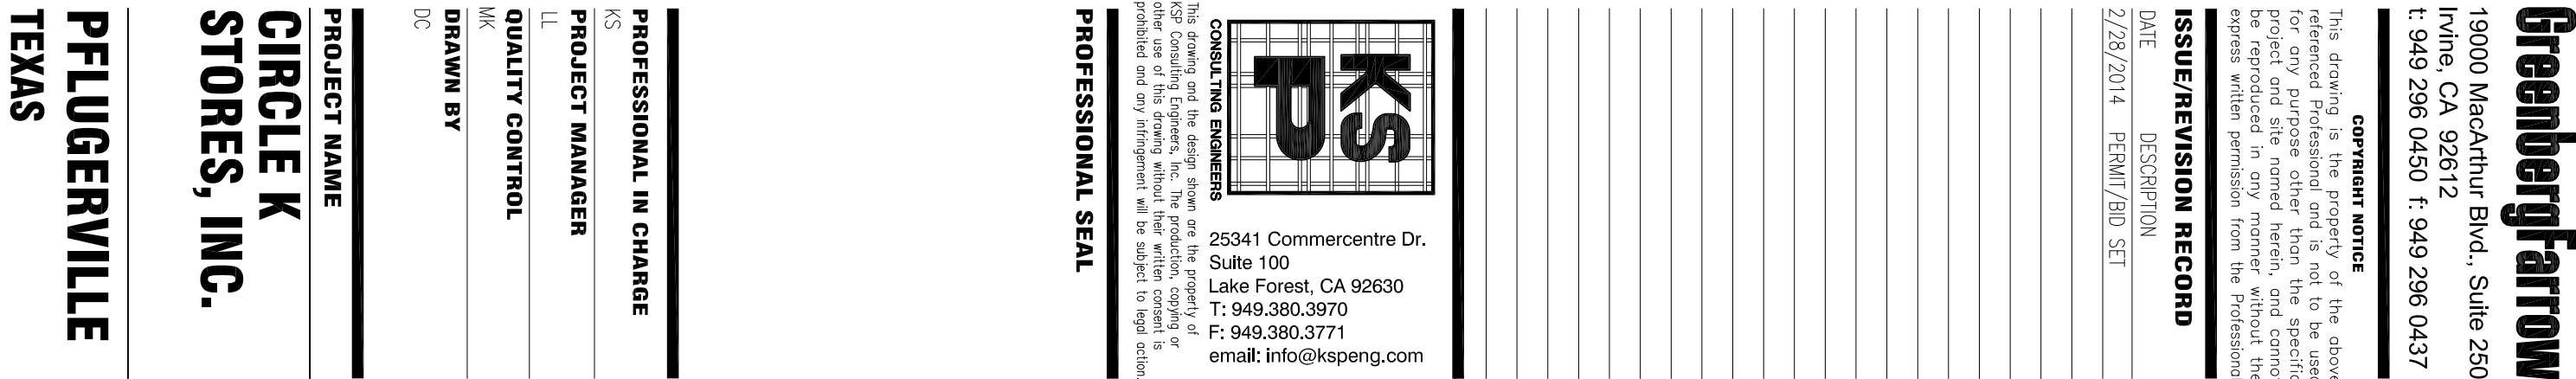 GreenbergFarrow
19000 MacArthur Blvd., Suite 250
Irvine, CA 92612
t: 949 296 0450 f: 949 296 0437
COPYRIGHT NOTICE
This drawing is the property of the above
referenced Professional and is not to be used
for any purpose other than the specific
project and site named herein, and cannot
be reproduced in any manner without the
express written permission from the Professional
ISSUE/REVISION RECORD
DATE DESCRIPTION
2/28/2014 PERMIT/BID SET
KS
P
CONSULTING ENGINEERS
25341 Commercentre Dr.
Suite 100
Lake Forest, CA 92630
T: 949.380.3970
F: 949.380.3771
email: info@kspeng.com
This drawing and the design shown are the property of
KSP Consulting Engineers, Inc. The production, copying or
other use of this drawing without their written consent is
prohibited and any infringement will be subject to legal action.
PROFESSIONAL SEAL
PROFESSIONAL IN CHARGE
KS
PROJECT MANAGER
LL
QUALITY CONTROL
MK
DRAWN BY
DC
PROJECT NAME
CIRCLE K
STORES, INC.
PFLUGERVILLE
TEXAS